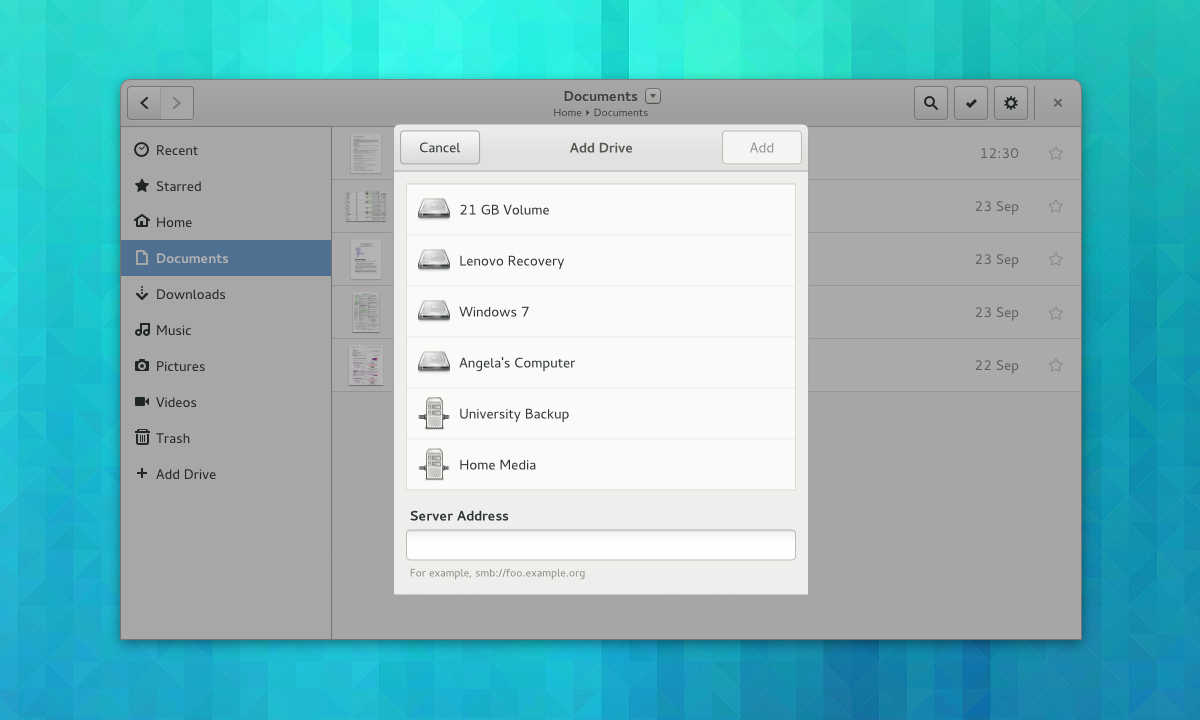 Documents
Home ‣ Documents
Recent
Starred
Home
Documents
Downloads
Music
Pictures
Videos
Trash
Add Drive
12:30
23 Sep
23 Sep
23 Sep
22 Sep
Cancel
Add Drive
Add
21 GB Volume
Lenovo Recovery
Windows 7
Angela's Computer
University Backup
Home Media
Server Address
For example, smb://foo.example.org